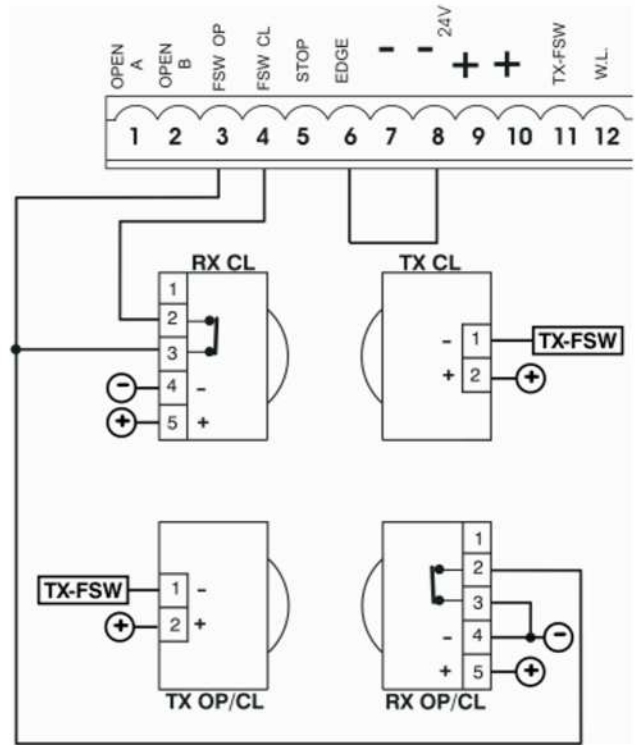 OPEN A
OPEN B
FSW OP
FSW CL
STOP
EDGE
-
-
24V
+
+
TX-FSW
W.L.
1 2 3 4 5 6 7 8 9 10 11 12
RX CL
1
2
3
4 -
5 +
-
+
TX CL
- 1 TX-FSW
+ 2 +
TX-FSW 1 -
+ 2 +
TX OP/CL
1
2
3
- 4 -
+ 5 +
RX OP/CL